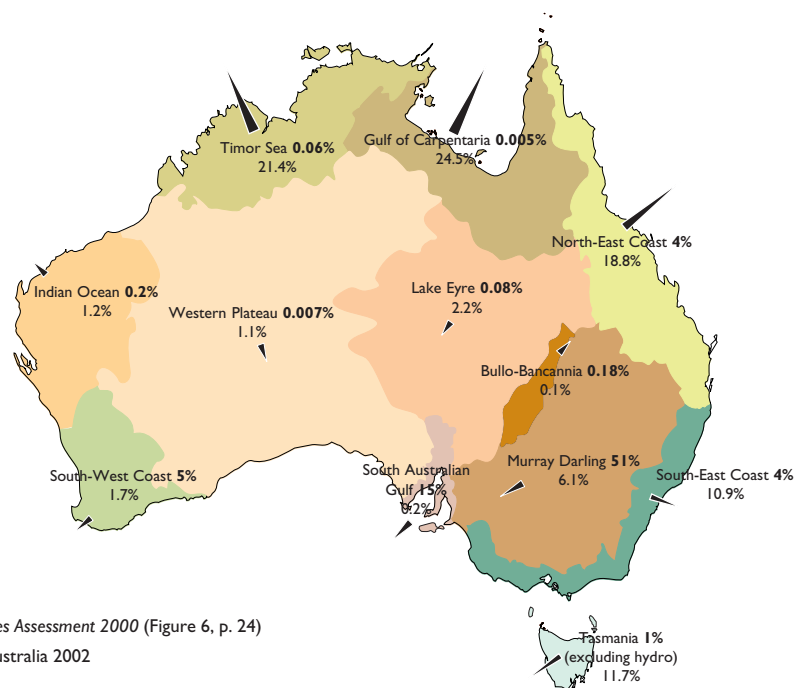 Timor Sea 0.06%
21.4%
Gulf of Carpentaria 0.005%
24.5%
North-East Coast 4%
18.8%
Indian Ocean 0.2%
1.2%
Western Plateau 0.007%
1.1%
Lake Eyre 0.08%
2.2%
Bullo-Bancannia 0.18%
0.1%
South-West Coast 5%
1.7%
South Australian
Gulf 15%
0.2%
Murray Darling 51%
6.1%
South-East Coast 4%
10.9%
es Assessment 2000 (Figure 6, p. 24)
ustralia 2002
Tasmania 1%
(excluding hydro)
11.7%